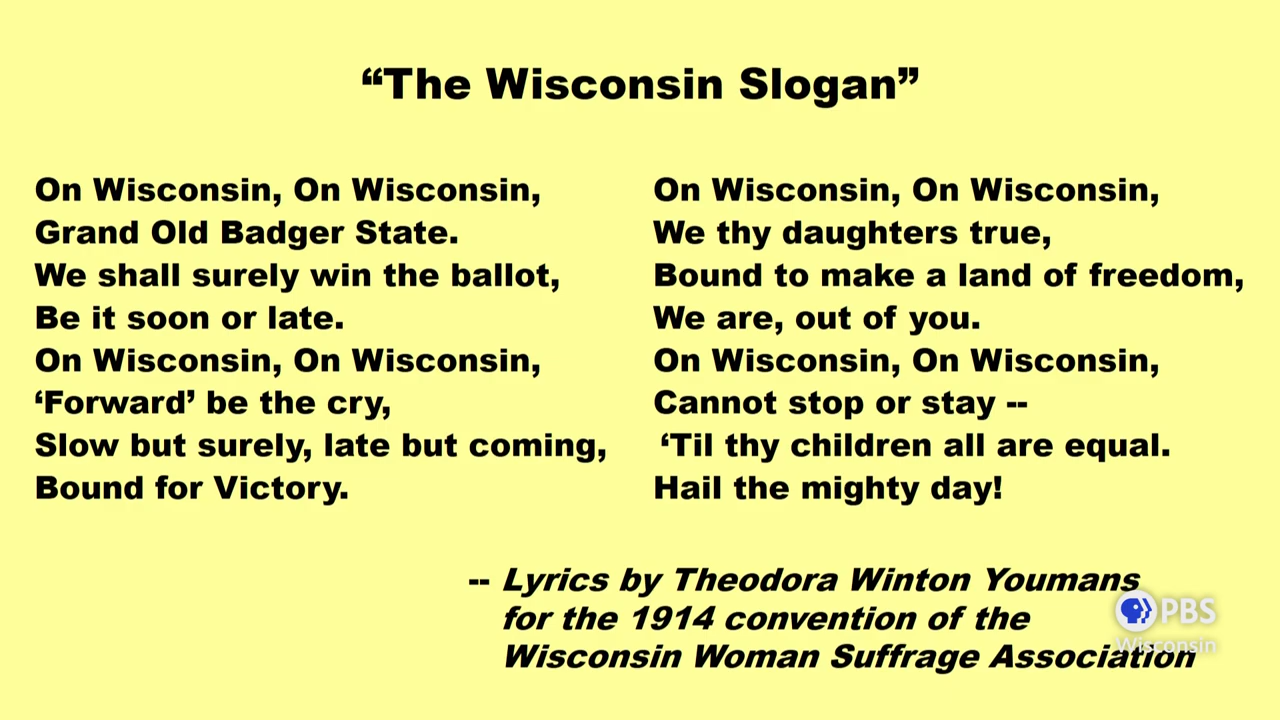 “The Wisconsin Slogan”
On Wisconsin, On Wisconsin,
Grand Old Badger State.
We shall surely win the ballot,
Be it soon or late.
On Wisconsin, On Wisconsin,
‘Forward’ be the cry,
Slow but surely, late but coming,
Bound for Victory.
On Wisconsin, On Wisconsin,
We thy daughters true,
Bound to make a land of freedom,
We are, out of you.
On Wisconsin, On Wisconsin,
Cannot stop or stay --
‘Til thy children all are equal.
Hail the mighty day!
-- Lyrics by Theodora Winton Youmans
for the 1914 convention of the
Wisconsin Woman Suffrage Association
PBS
Wisconsin